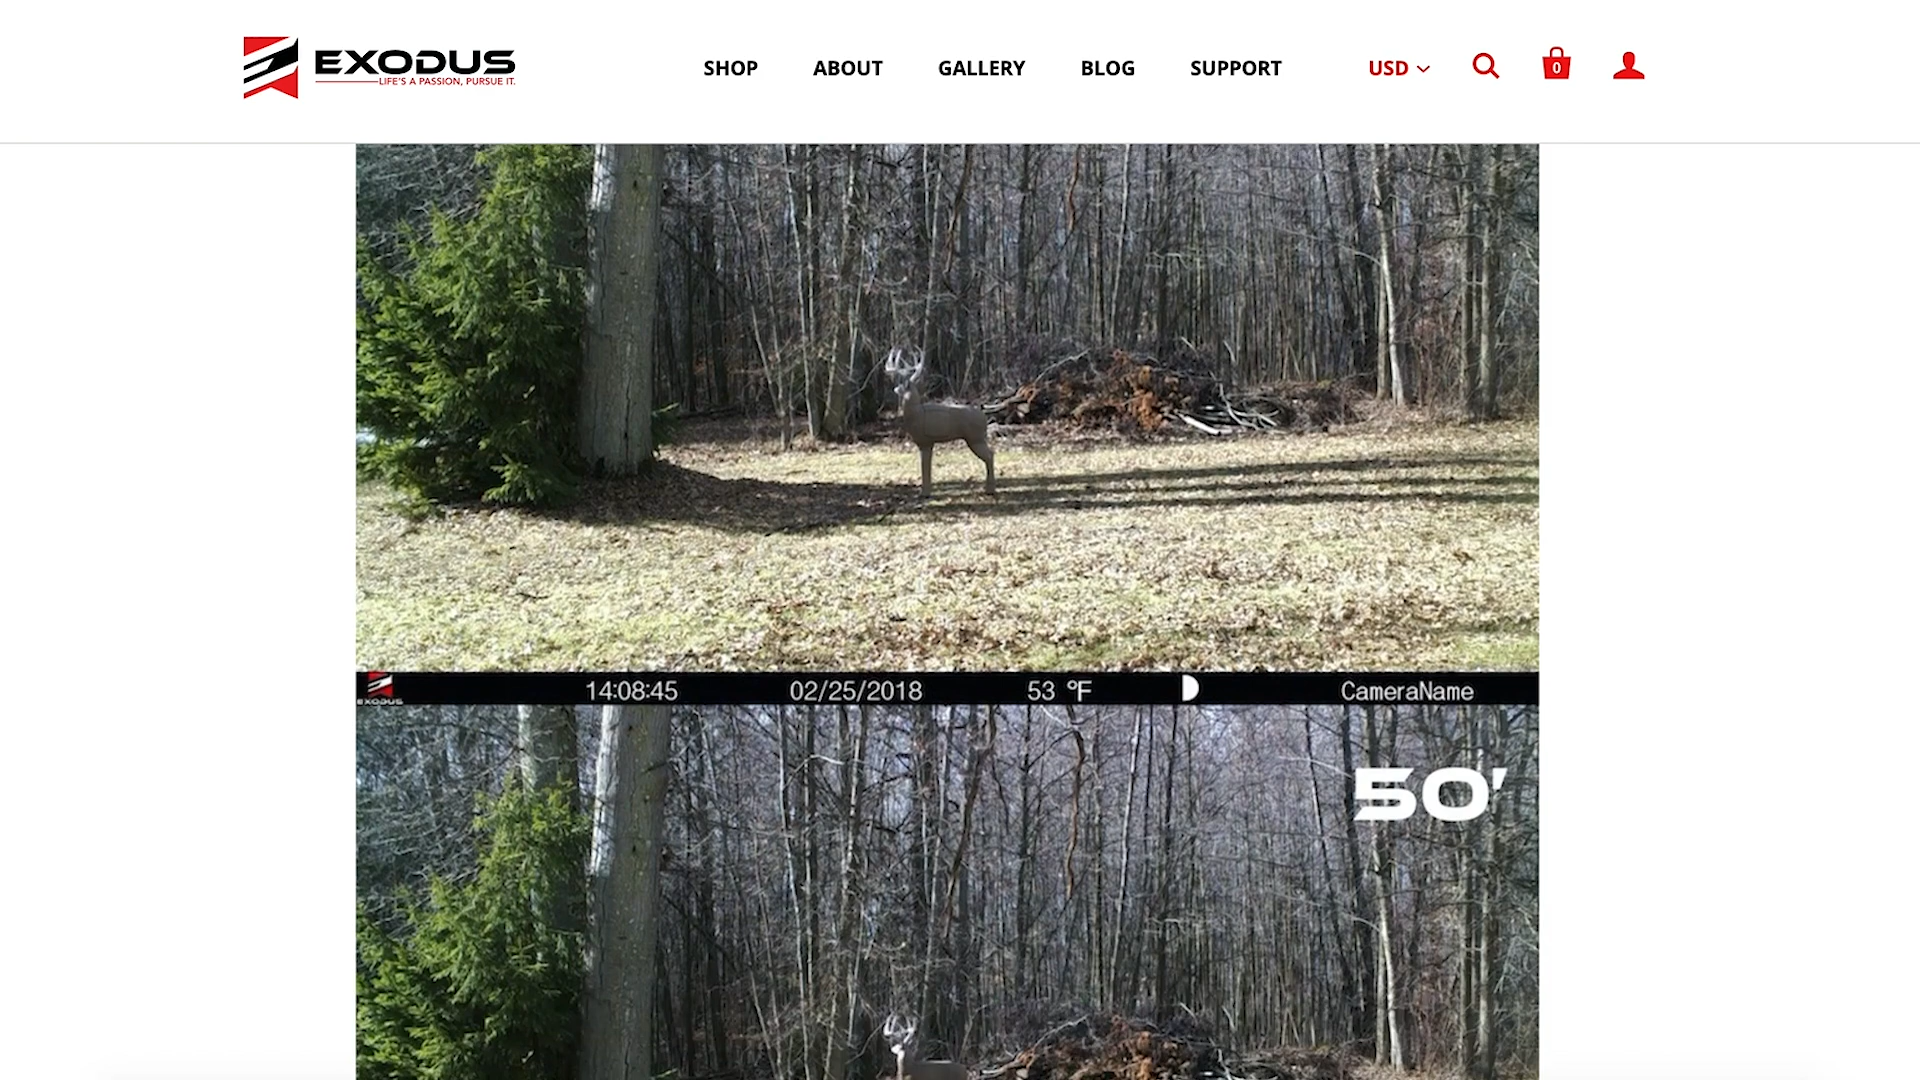 EXODUS
LIFE'S A PASSION, PURSUE IT.
SHOP ABOUT GALLERY BLOG SUPPORT USD 0
EXODUS 14:08:45 02/25/2018 53 °F CameraName
50'